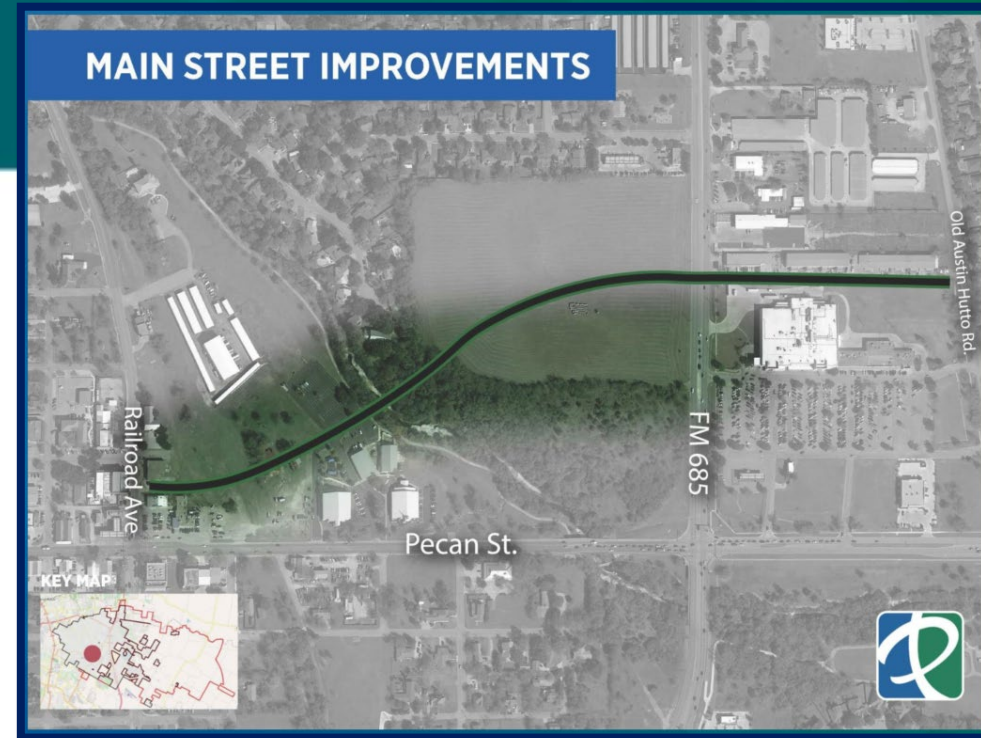 MAIN STREET IMPROVEMENTS
Old Austin Hutto Rd.
Railroad Ave
FM 685
Pecan St.
KEY MAP